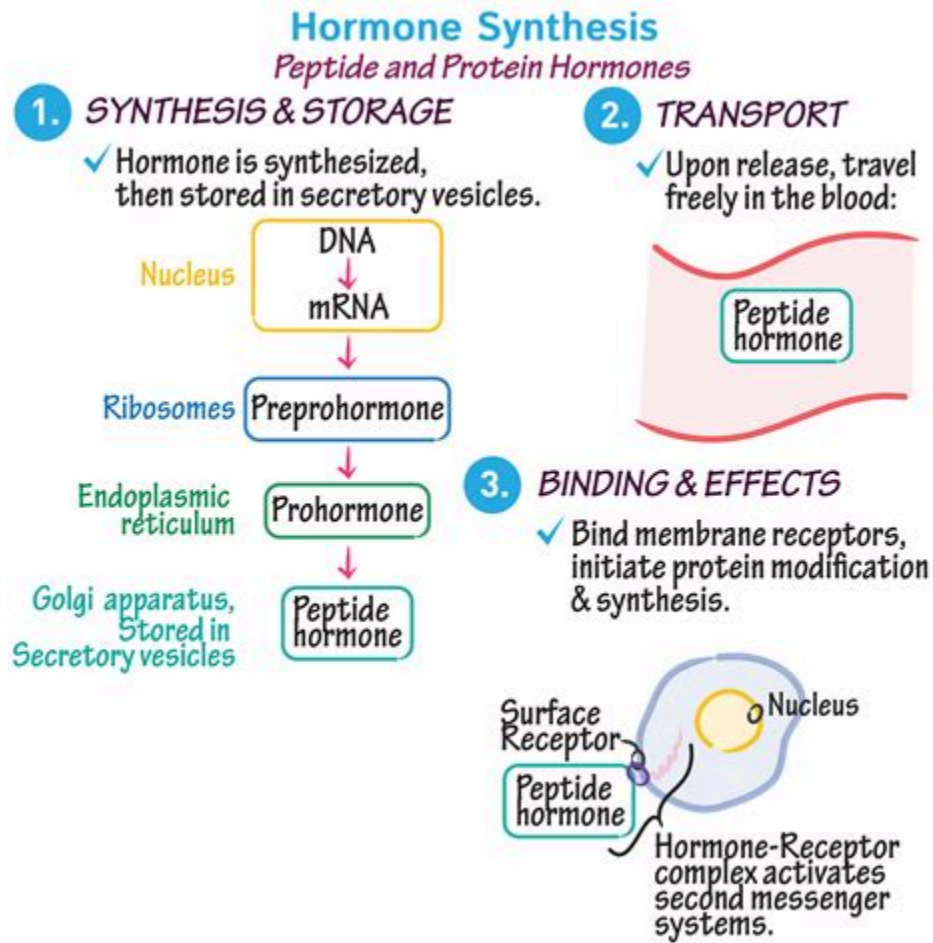 Hormone Synthesis
Peptide and Protein Hormones
1. SYNTHESIS & STORAGE
✓ Hormone is synthesized,
then stored in secretory vesicles.
Nucleus
DNA
mRNA
Ribosomes
Preprohormone
Endoplasmic
reticulum
Prohormone
Golgi apparatus,
Stored in
Secretory vesicles
Peptide
hormone
2. TRANSPORT
✓ Upon release, travel
freely in the blood:
Peptide
hormone
3. BINDING & EFFECTS
✓ Bind membrane receptors,
initiate protein modification
& synthesis.
Surface
Receptor
Nucleus
Peptide
hormone
Hormone-Receptor
complex activates
second messenger
systems.